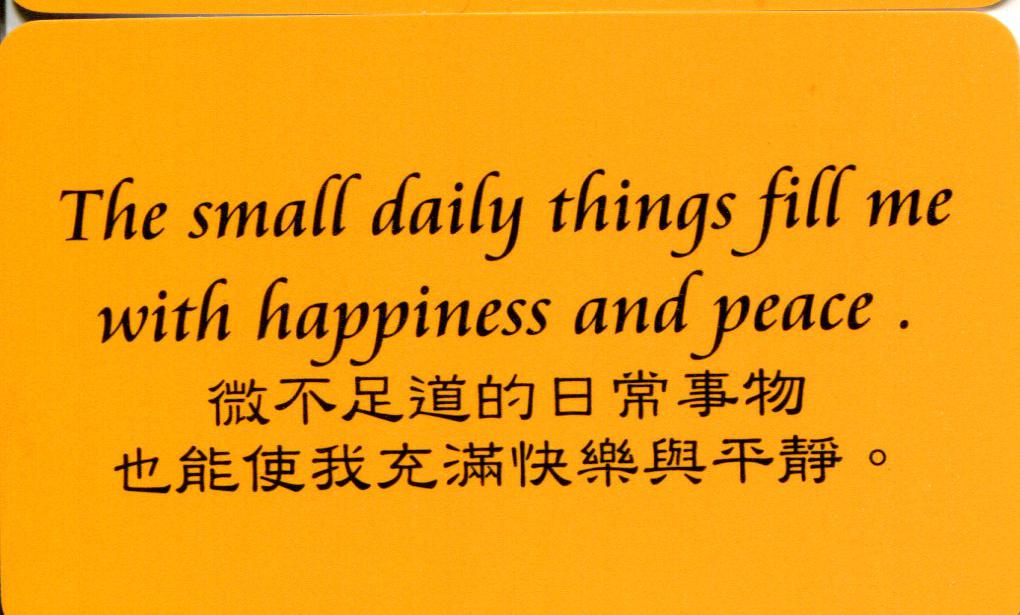 The small daily things fill me
with happiness and peace .
微不足道的日常事物
也能使我充滿快樂與平靜。